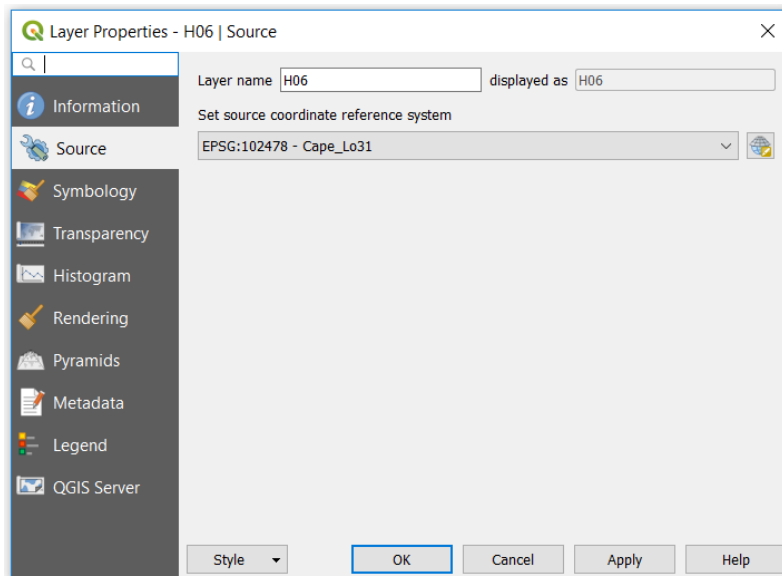 Layer Properties - H06 | Source
Layer name H06 displayed as H06
Information
Set source coordinate reference system
Source
EPSG:102478 - Cape_Lo31
Symbology
Transparency
Histogram
Rendering
Pyramids
Metadata
Legend
QGIS Server
Style OK Cancel Apply Help